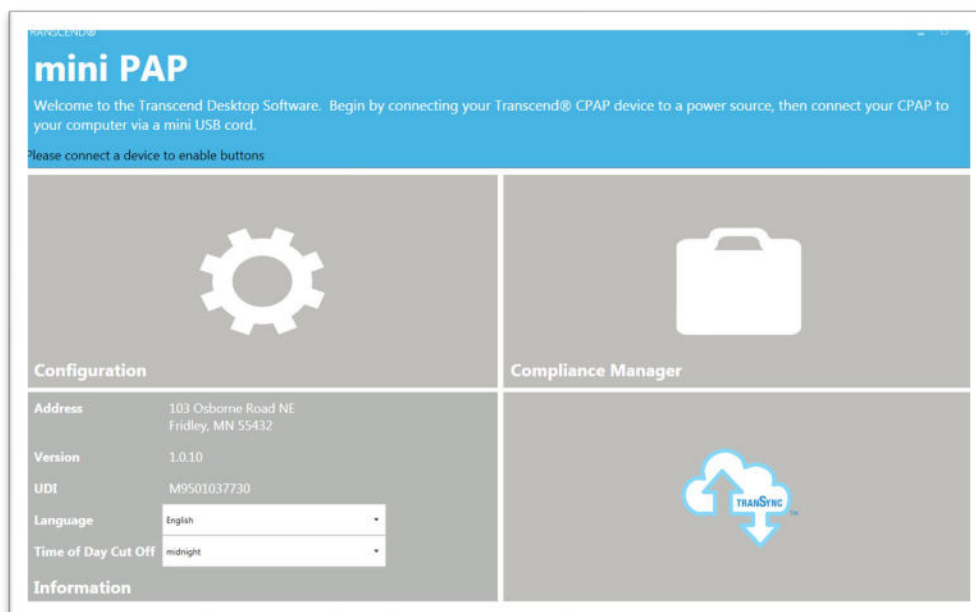 TRANSCEND®
mini PAP
Welcome to the Transcend Desktop Software. Begin by connecting your Transcend® CPAP device to a power source, then connect your CPAP to
your computer via a mini USB cord.
Please connect a device to enable buttons
Configuration
Compliance Manager
Address 103 Osborne Road NE
Fridley, MN 55432
Version 1.0.10
UDI M9501037730
Language English
Time of Day Cut Off midnight
Information
TRANSYNC™